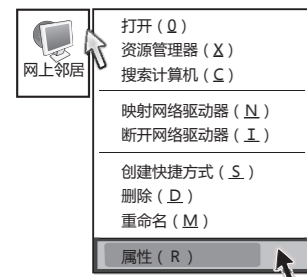 网上邻居
打开(0)
资源管理器(X)
搜索计算机(C)
映射网络驱动器(N)
断开网络驱动器(I)
创建快捷方式(S)
删除(D)
重命名(M)
属性(R)